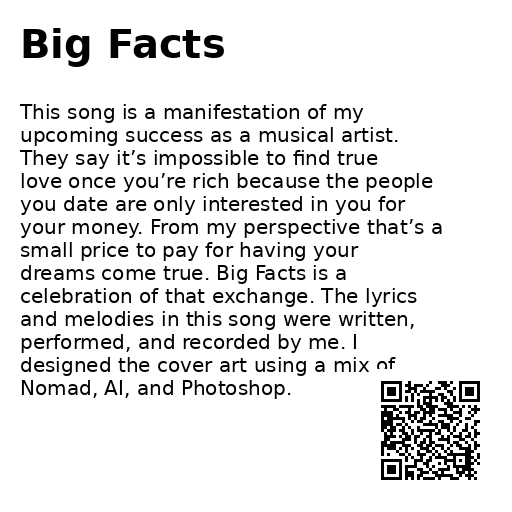 Big Facts
This song is a manifestation of my
upcoming success as a musical artist.
They say it’s impossible to find true
love once you’re rich because the people
you date are only interested in you for
your money. From my perspective that’s a
small price to pay for having your
dreams come true. Big Facts is a
celebration of that exchange. The lyrics
and melodies in this song were written,
performed, and recorded by me. I
designed the cover art using a mix of
Nomad, AI, and Photoshop.